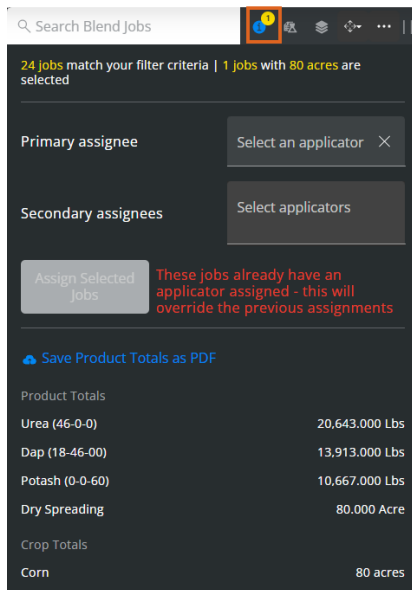 Search Blend Jobs
1
24 jobs match your filter criteria | 1 jobs with 80 acres are
selected
Primary assignee
Select an applicator
Secondary assignees
Select applicators
Assign Selected
Jobs
These jobs already have an
applicator assigned - this will
override the previous assignments
Save Product Totals as PDF
Product Totals
Urea (46-0-0) 20,643.000 Lbs
Dap (18-46-00) 13,913.000 Lbs
Potash (0-0-60) 10,667.000 Lbs
Dry Spreading 80.000 Acre
Crop Totals
Corn 80 acres